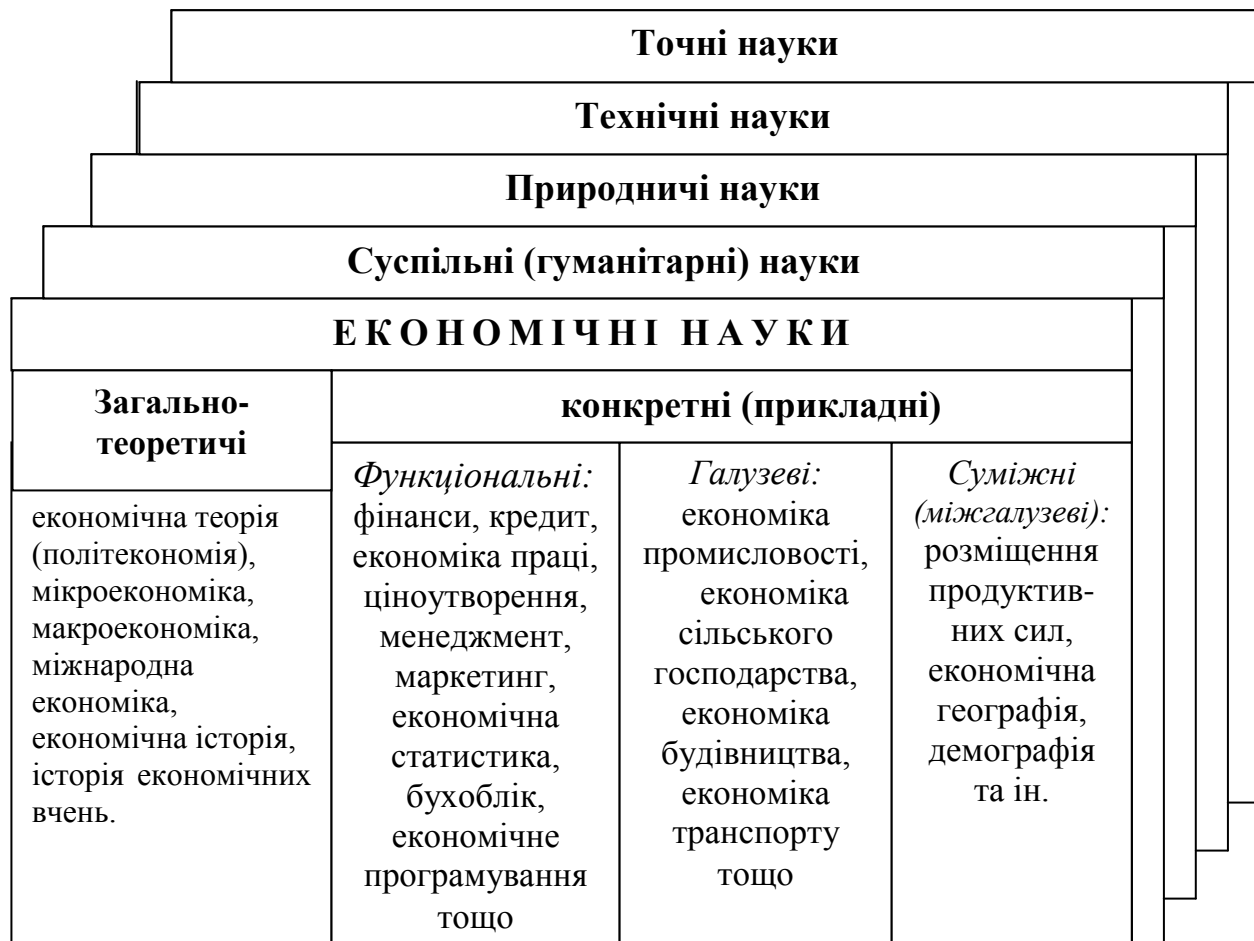 Точні науки
Технічні науки
Природничі науки
Суспільні (гуманітарні) науки
ЕКОНОМІЧНІ НАУКИ
Загально-
теоретичі
економічна теорія
(політекономія),
мікроекономіка,
макроекономіка,
міжнародна
економіка,
економічна історія,
історія економічних
вчень.
конкретні (прикладні)
Функціональні:
фінанси, кредит,
економіка праці,
ціноутворення,
менеджмент,
маркетинг,
економічна
статистика,
бухоблік,
економічне
програмування
тощо
Галузеві:
економіка
промисловості,
економіка
сільського
господарства,
економіка
будівництва,
економіка
транспорту
тощо
Суміжні
(міжгалузеві):
розміщення
продуктив-
них сил,
економічна
географія,
демографія
та ін.